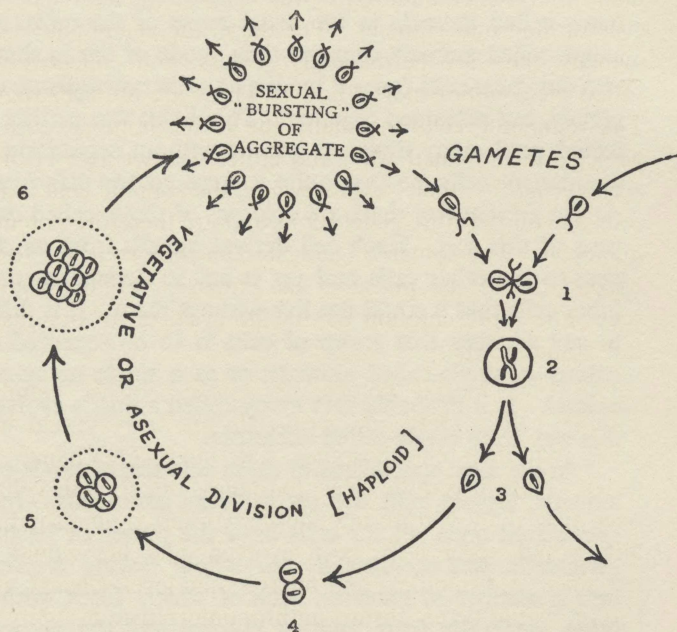 SEXUAL
"BURSTING"
OF
AGGREGATE
GAMETES
6
1
2
VEGETATIVE OR ASEXUAL DIVISION [HAPLOID]
3
5
4